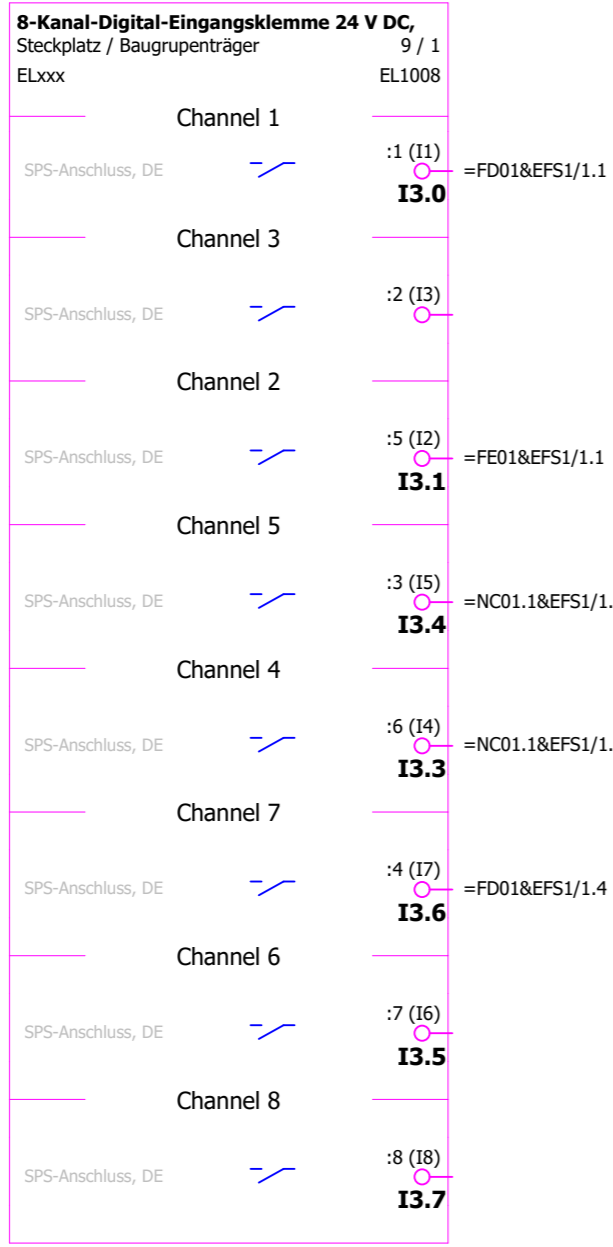 8-Kanal-Digital-Eingangsklemme 24 V DC,
Steckplatz / Baugrupenträger 9 / 1
ELxxx EL1008
Channel 1
SPS-Anschluss, DE :1 (I1) =FD01&EFS1/1.1
I3.0
Channel 3
SPS-Anschluss, DE :2 (I3)
Channel 2
SPS-Anschluss, DE :5 (I2) =FE01&EFS1/1.1
I3.1
Channel 5
SPS-Anschluss, DE :3 (I5) =NC01.1&EFS1/1.
I3.4
Channel 4
SPS-Anschluss, DE :6 (I4) =NC01.1&EFS1/1.
I3.3
Channel 7
SPS-Anschluss, DE :4 (I7) =FD01&EFS1/1.4
I3.6
Channel 6
SPS-Anschluss, DE :7 (I6)
I3.5
Channel 8
SPS-Anschluss, DE :8 (I8)
I3.7